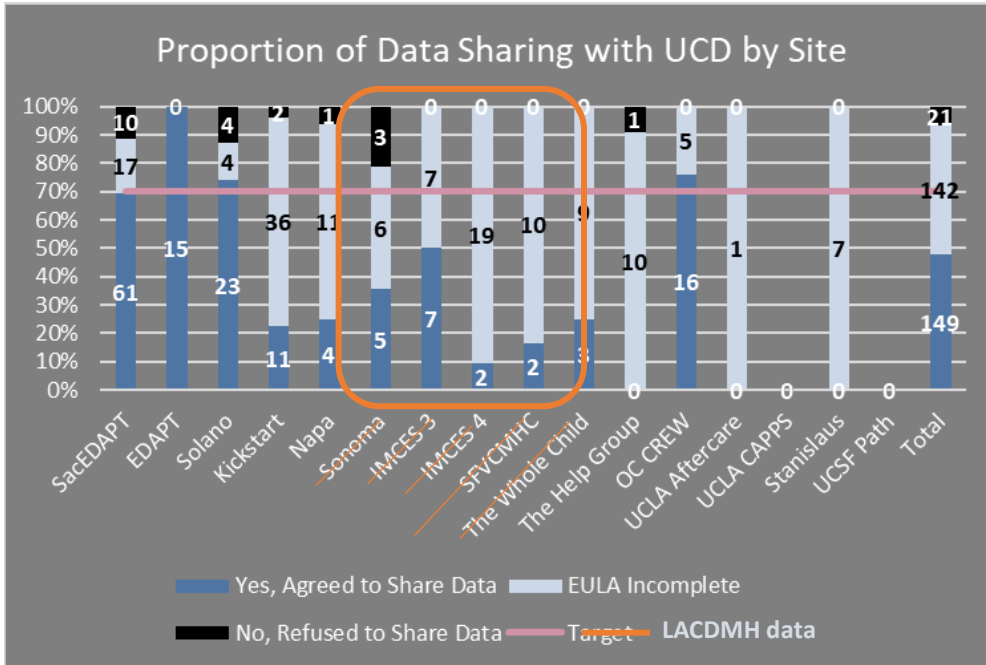 Proportion of Data Sharing with UCD by Site
100%
90%
80%
70%
60%
50%
40%
30%
20%
10%
0%
10
17
61
0
15
4
4
23
2
36
11
1
11
4
3
6
5
0
7
7
0
19
2
0
10
2
0
9
3
1
10
0
0
5
16
0
1
0
0
0
7
0
0
21
142
149
SacEDAPT
EDAPT
Solano
Kickstart
Napa
Sonoma
IMCES 3
IMCES 4
SFVCMHC
The Whole Child
The Help Group
OC CREW
UCLA Aftercare
UCLA CAPPS
Stanislaus
UCSF Path
Total
Yes, Agreed to Share Data
EULA Incomplete
No, Refused to Share Data
Target
LACDMH data